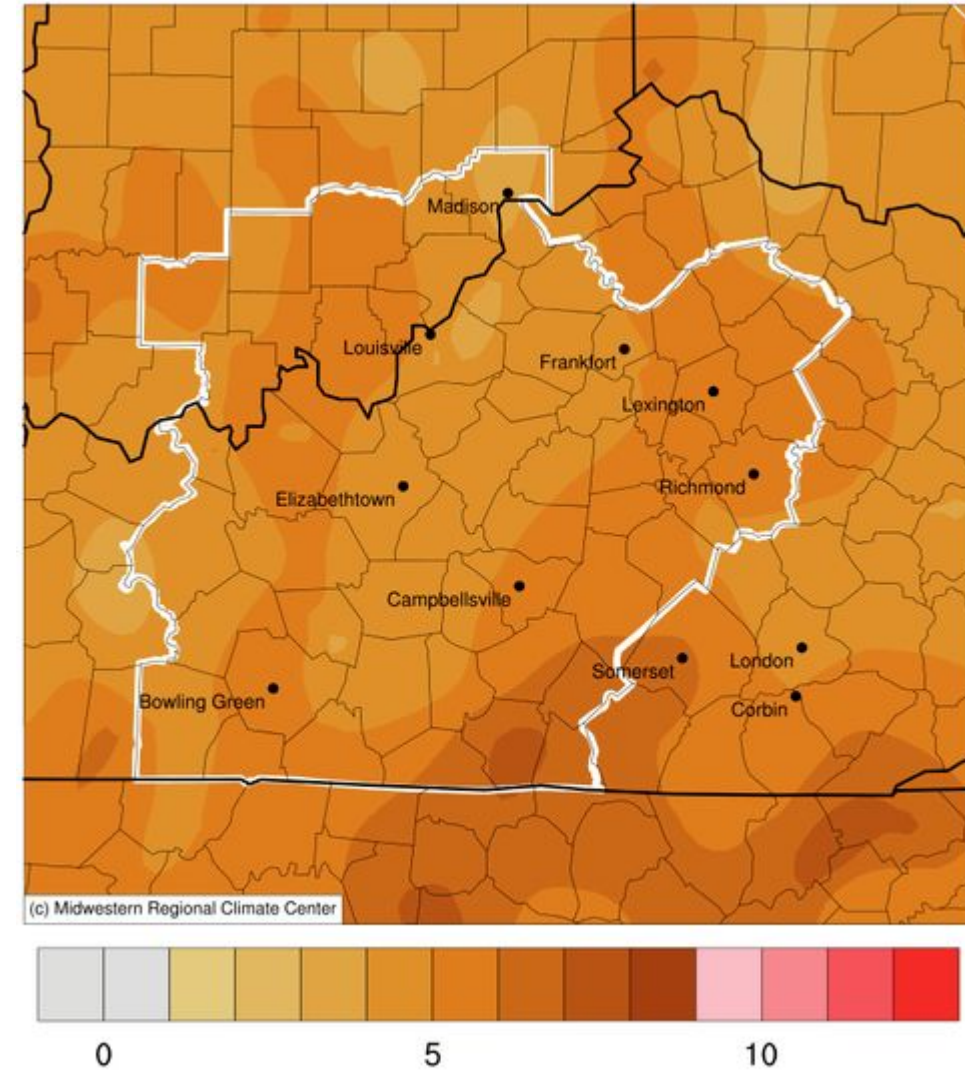 Madison
Louisville
Frankfort
Lexington
Elizabethtown
Richmond
Campbellsville
Somerset
London
Bowling Green
Corbin
(c) Midwestern Regional Climate Center
0 5 10